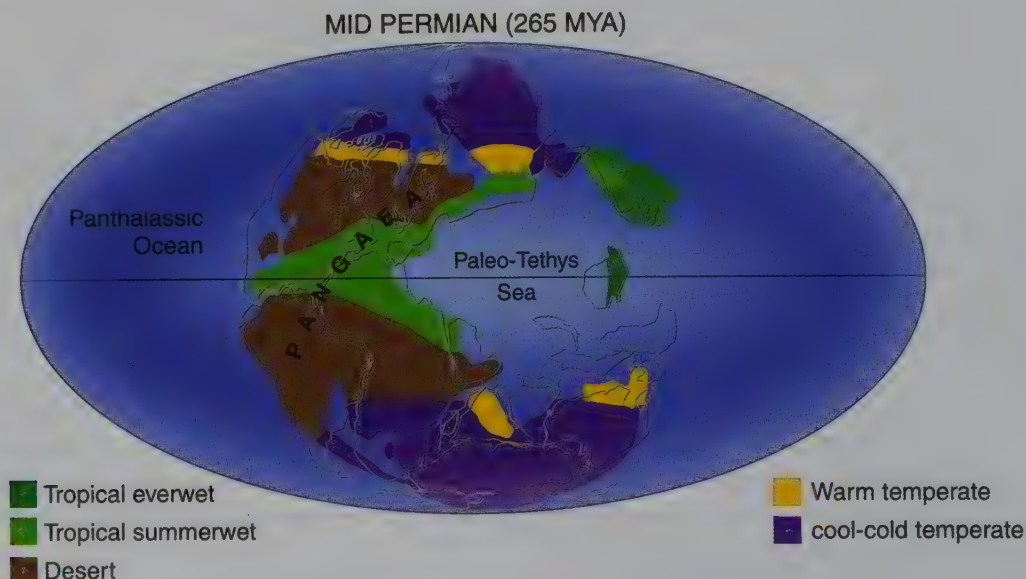 MID PERMIAN (265 MYA)
Panthalassic
Ocean
PANGAEA
Paleo-Tethys
Sea
Tropical everwet
Tropical summerwet
Desert
Warm temperate
cool-cold temperate